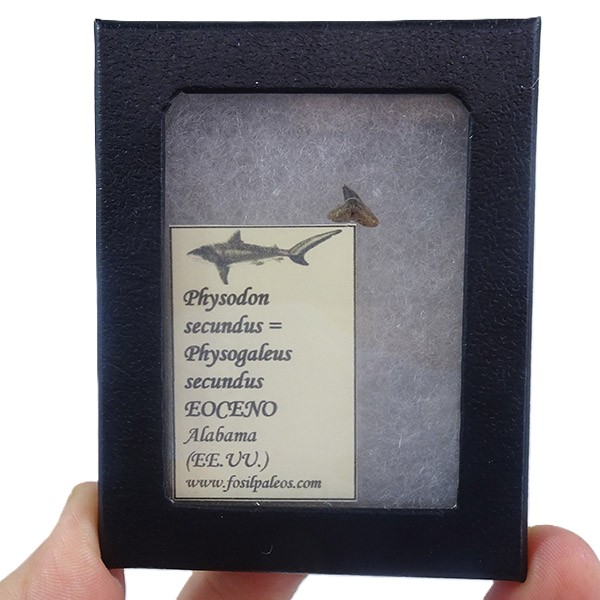 Physodon
secundus =
Physogaleus
secundus
EOCENO
Alabama
(EE.UU.)
www.fosilpaleos.com